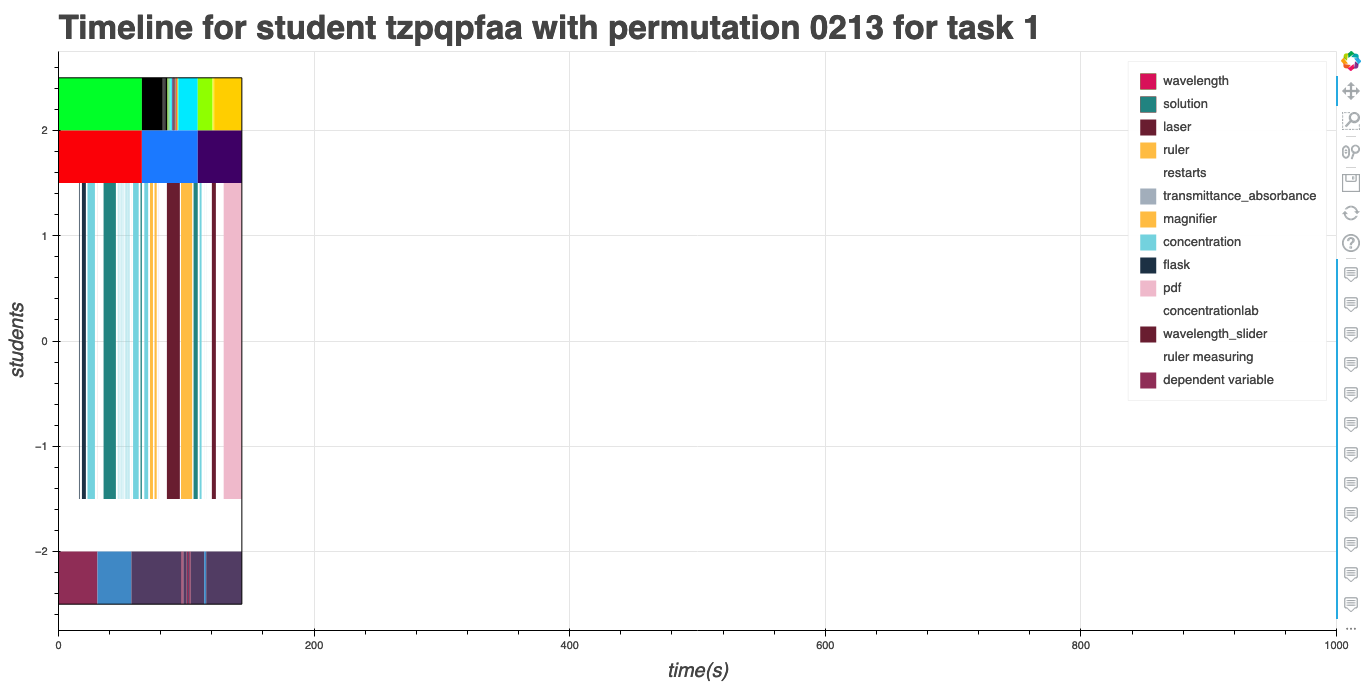 Timeline for student tzpqpfaa with permutation 0213 for task 1
wavelength
solution
laser
ruler
restarts
transmittance_absorbance
magnifier
concentration
flask
pdf
concentrationlab
wavelength_slider
ruler measuring
dependent variable
2
1
0
−1
−2
students
0 200 400 600 800 1000
time(s)